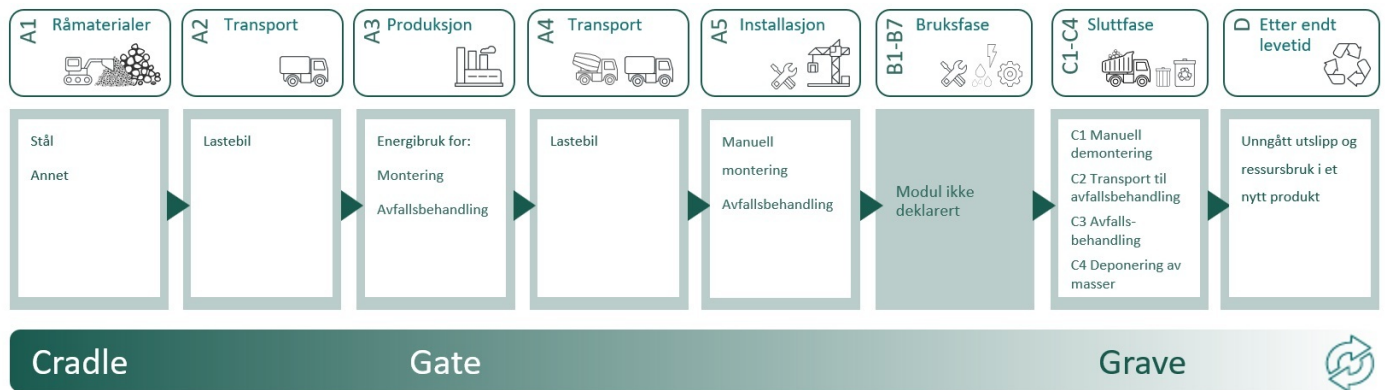 A1 Råmaterialer
A2 Transport
A3 Produksjon
A4 Transport
A5 Installasjon
B1-B7 Bruksfase
C1-C4 Sluttfase
D Etter endt
levetid
Stål
Annet
Lastebil
Energibruk for:
Montering
Avfallsbehandling
Lastebil
Manuell
montering
Avfallsbehandling
Modul ikke
deklarert
C1 Manuell
demontering
C2 Transport til
avfallsbehandling
C3 Avfalls-
behandling
C4 Deponering av
masser
Unngått utslipp og
ressursbruk i et
nytt produkt
Cradle
Gate
Grave